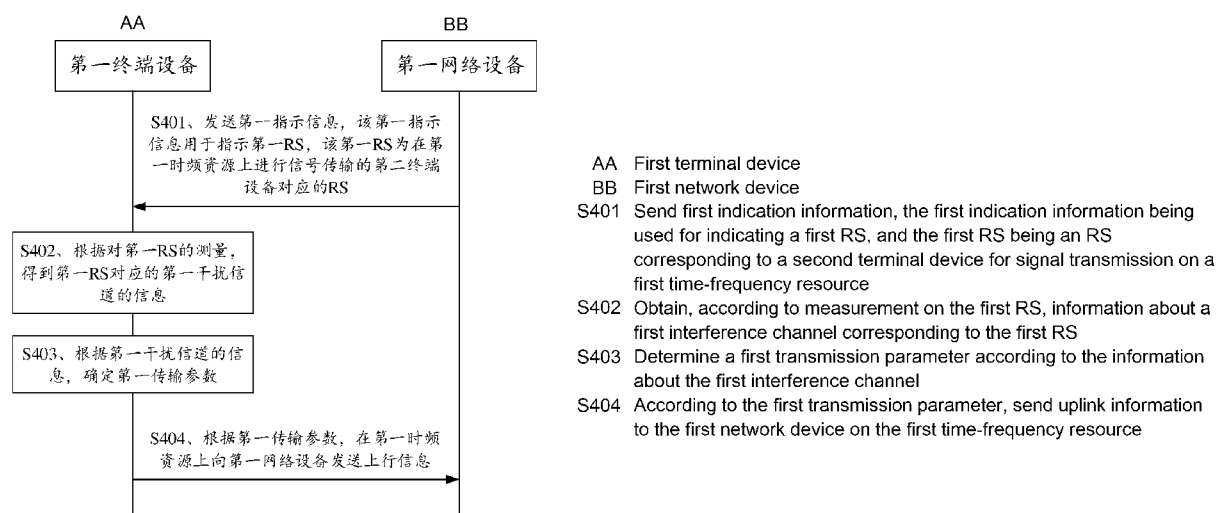 AA
BB
第一终端设备
第一网络设备
S401、发送第一指示信息，该第一指示
信息用于指示第一RS，该第一RS为在第
一时频资源上进行信号传输的第二终端
设备对应的RS
S402、根据对第一RS的测量，
得到第一RS对应的第一干扰信
道的信息
S403、根据第一干扰信道的信
息，确定第一传输参数
S404、根据第一传输参数，在第一时频
资源上向第一网络设备发送上行信息
AA First terminal device
BB First network device
S401 Send first indication information, the first indication information being
used for indicating a first RS, and the first RS being an RS
corresponding to a second terminal device for signal transmission on a
first time-frequency resource
S402 Obtain, according to measurement on the first RS, information about a
first interference channel corresponding to the first RS
S403 Determine a first transmission parameter according to the information
about the first interference channel
S404 According to the first transmission parameter, send uplink information
to the first network device on the first time-frequency resource